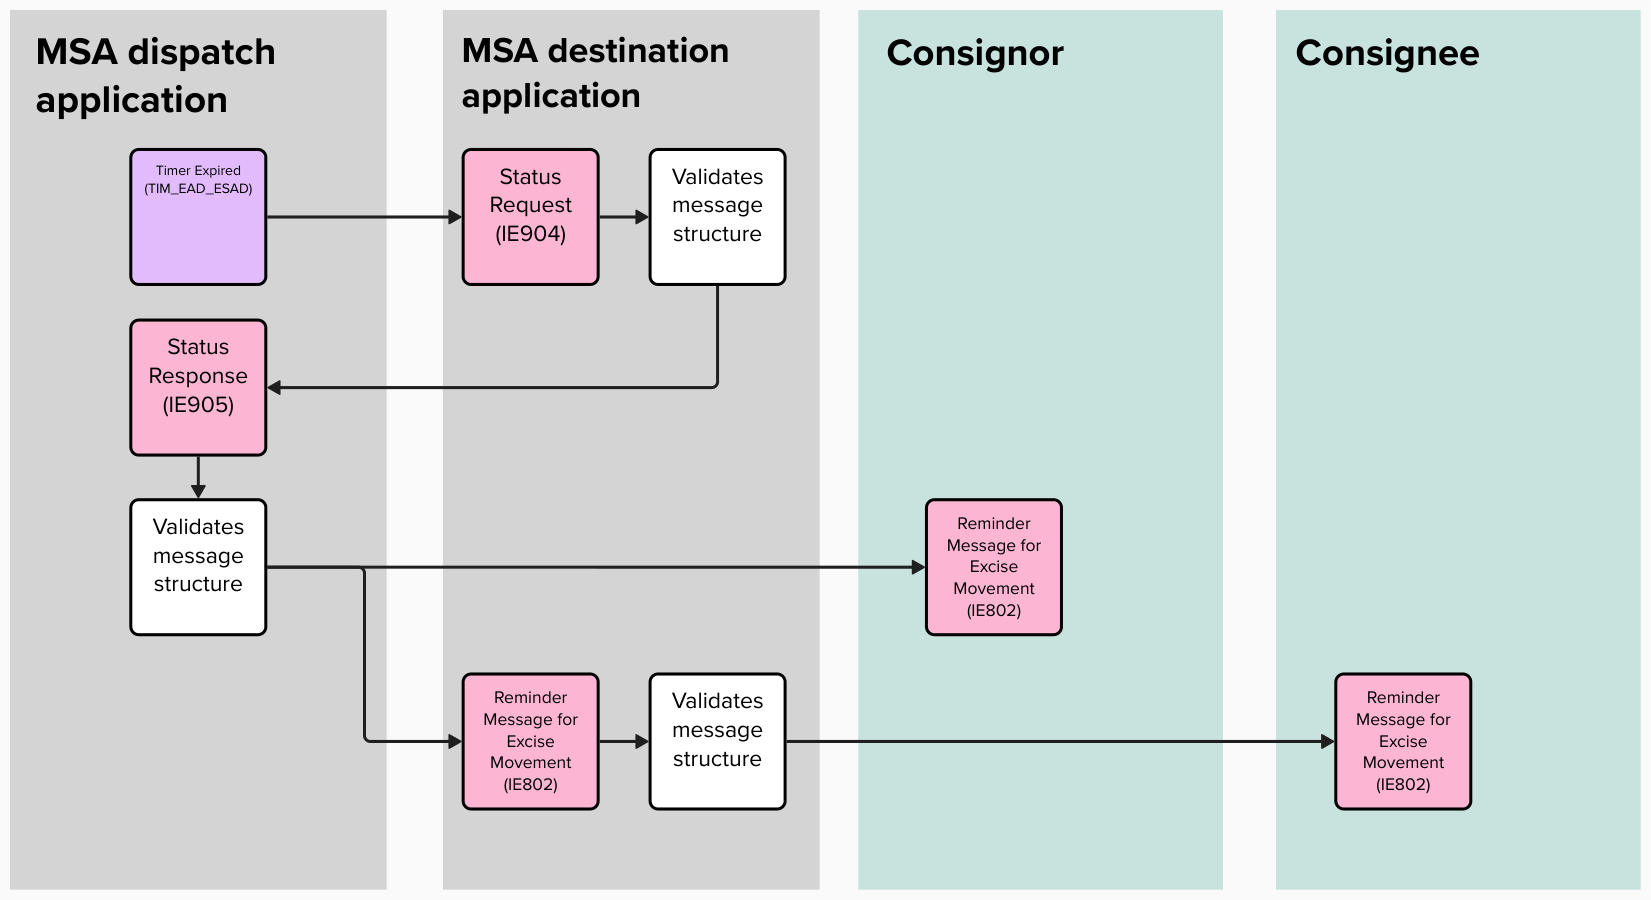 MSA dispatch
application
MSA destination
application
Consignor
Consignee
Timer Expired
(TIM_EAD_ESAD)
Status
Request
(IE904)
Validates
message
structure
Status
Response
(IE905)
Validates
message
structure
Reminder
Message for
Excise
Movement
(IE802)
Reminder
Message for
Excise
Movement
(IE802)
Validates
message
structure
Reminder
Message for
Excise
Movement
(IE802)